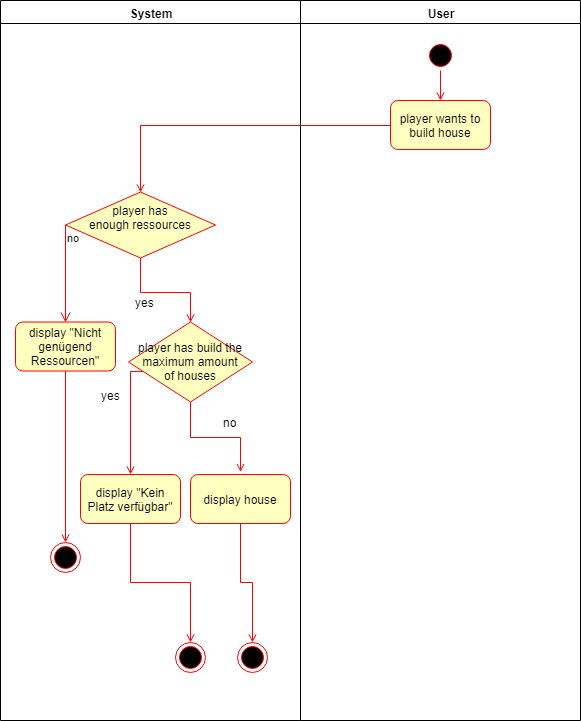 System
User
player wants to
build house
player has
enough ressources
no
yes
display "Nicht
genügend
Ressourcen"
player has build the
maximum amount
of houses
yes
no
display "Kein
Platz verfügbar"
display house